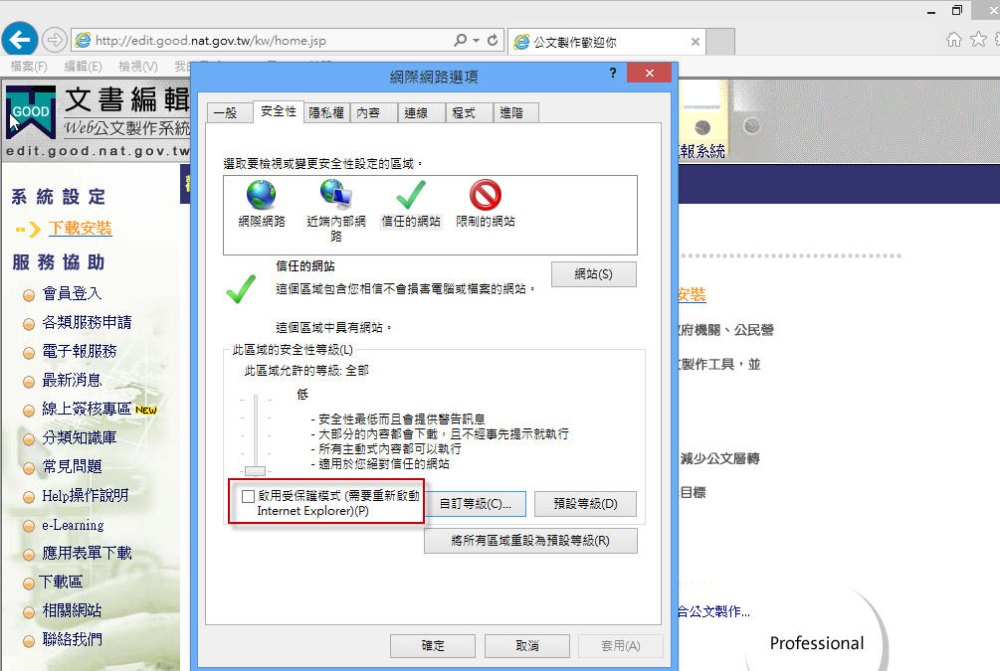 http://edit.good.nat.gov.tw/kw/home.jsp
公文製作歡迎你
檔案(F) 編輯(E) 檢視(V) 我的
GOOD
文書編輯
Web公文製作系統
edit.good.nat.gov.tw
報系統
系統設定
下載安裝
服務協助
會員登入
各類服務申請
電子報服務
最新消息
線上簽核專區 NEW
分類知識庫
常見問題
Help操作說明
e-Learning
應用表單下載
下載區
相關網站
聯絡我們
網際網路選項
?
一般 安全性 隱私權 內容 連線 程式 進階
選取要檢視或變更安全性設定的區域。
網際網路 近端內部網路 信任的網站 限制的網站
信任的網站
網站(S)
這個區域包含您相信不會損害電腦或檔案的網站。
這個區域中具有網站。
此區域的安全性等級(L)
此區域允許的等級: 全部
低
- 安全性最低而且會提供警告訊息
- 大部分的內容都會下載，且不經事先提示就執行
- 所有主動式內容都可以執行
- 適用於您絕對信任的網站
啟用受保護模式 (需要重新啟動
Internet Explorer)(P)
自訂等級(C)... 預設等級(D)
將所有區域重設為預設等級(R)
確定 取消 套用(A)
安裝
府機關、公民營
製作工具，並
減少公文層轉
目標
合公文製作...
Professional